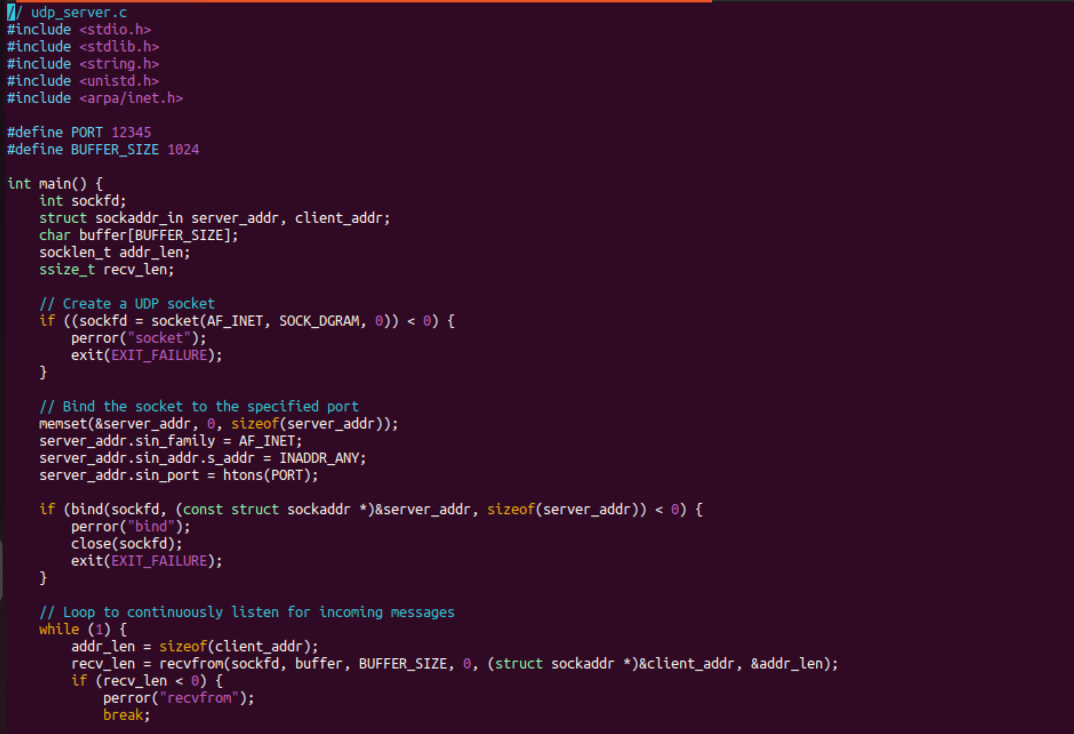 // udp_server.c
#include <stdio.h>
#include <stdlib.h>
#include <string.h>
#include <unistd.h>
#include <arpa/inet.h>

#define PORT 12345
#define BUFFER_SIZE 1024

int main() {
    int sockfd;
    struct sockaddr_in server_addr, client_addr;
    char buffer[BUFFER_SIZE];
    socklen_t addr_len;
    ssize_t recv_len;

    // Create a UDP socket
    if ((sockfd = socket(AF_INET, SOCK_DGRAM, 0)) < 0) {
        perror("socket");
        exit(EXIT_FAILURE);
    }

    // Bind the socket to the specified port
    memset(&server_addr, 0, sizeof(server_addr));
    server_addr.sin_family = AF_INET;
    server_addr.sin_addr.s_addr = INADDR_ANY;
    server_addr.sin_port = htons(PORT);

    if (bind(sockfd, (const struct sockaddr *)&server_addr, sizeof(server_addr)) < 0) {
        perror("bind");
        close(sockfd);
        exit(EXIT_FAILURE);
    }

    // Loop to continuously listen for incoming messages
    while (1) {
        addr_len = sizeof(client_addr);
        recv_len = recvfrom(sockfd, buffer, BUFFER_SIZE, 0, (struct sockaddr *)&client_addr, &addr_len);
        if (recv_len < 0) {
            perror("recvfrom");
            break;